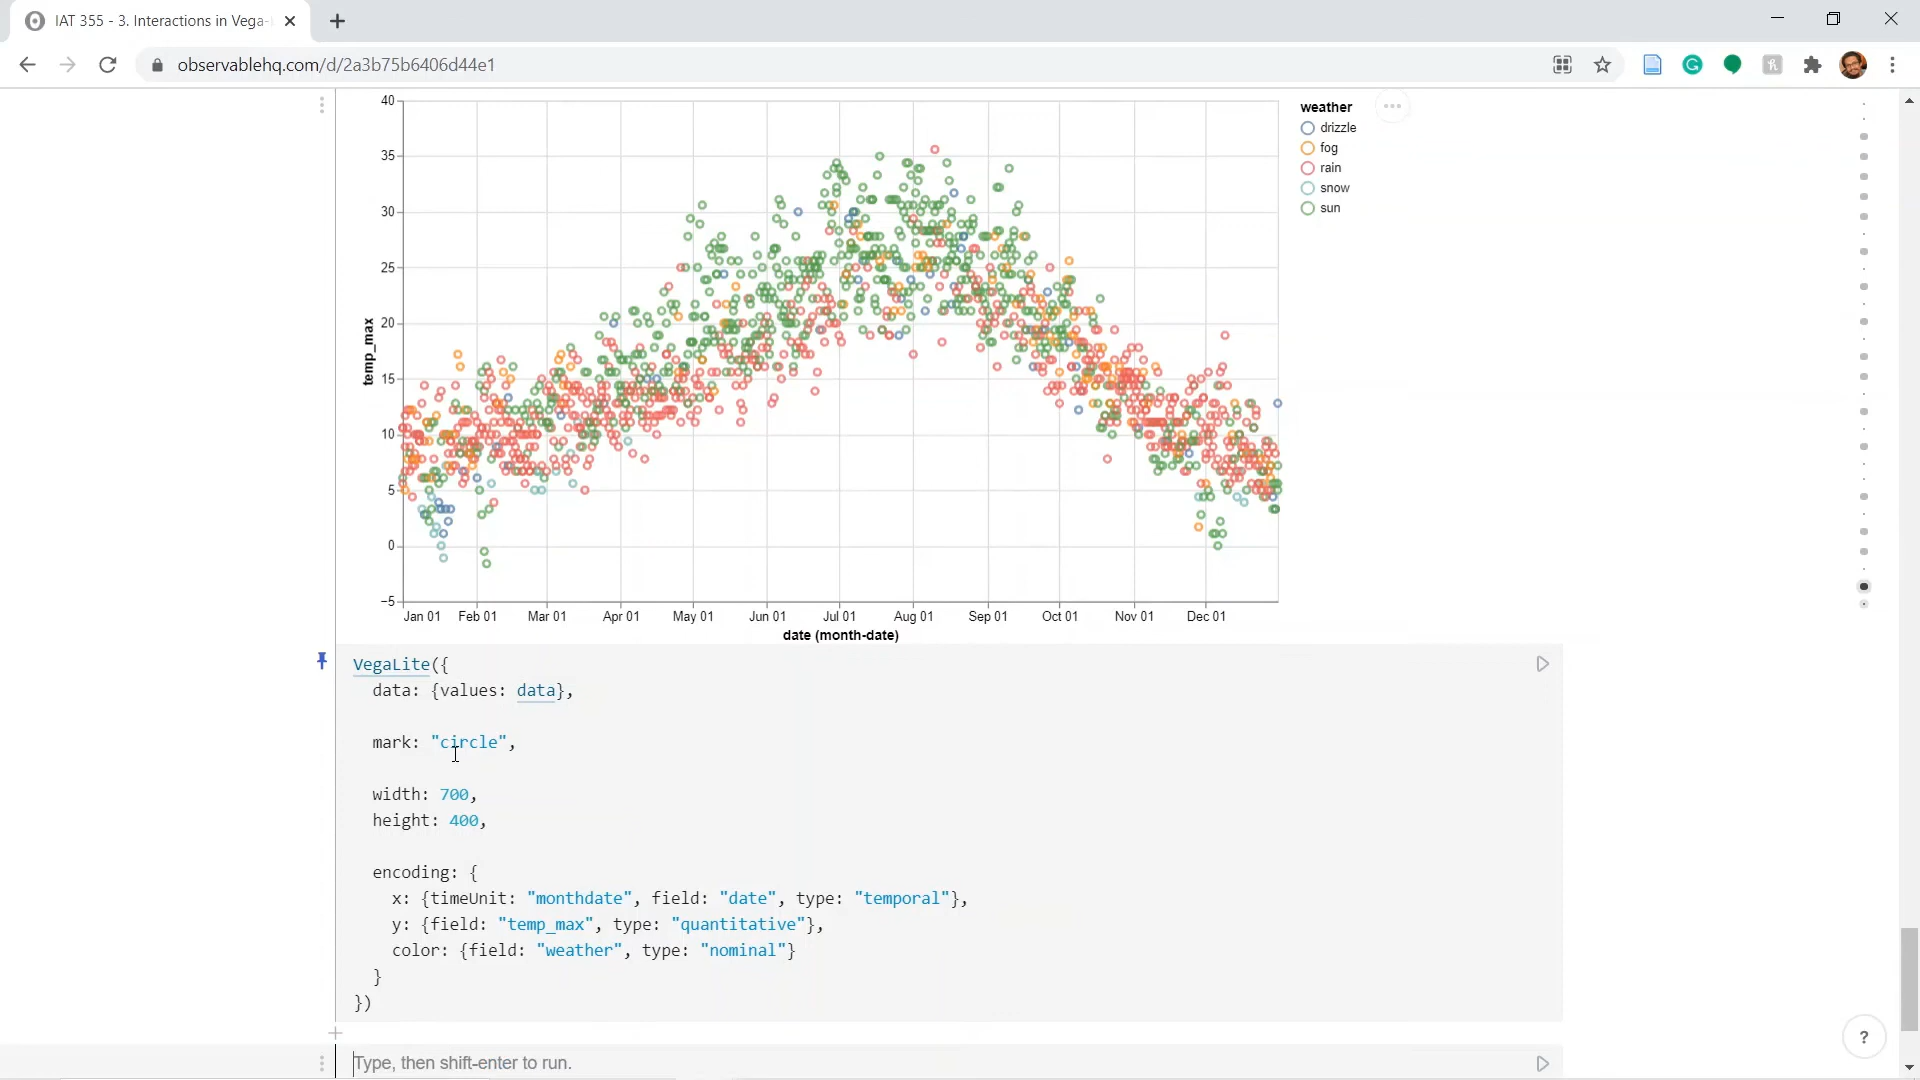 IAT 355 - 3. Interactions in Vega-
observablehq.com/d/2a3b75b6406d44e1
40
35
30
25
20
15
10
5
0
−5
temp_max
Jan 01 Feb 01 Mar 01 Apr 01 May 01 Jun 01 Jul 01 Aug 01 Sep 01 Oct 01 Nov 01 Dec 01
date (month-date)
weather
drizzle
fog
rain
snow
sun
VegaLite({
data: {values: data},
mark: "circle",
width: 700,
height: 400,
encoding: {
x: {timeUnit: "monthdate", field: "date", type: "temporal"},
y: {field: "temp_max", type: "quantitative"},
color: {field: "weather", type: "nominal"}
}
})
Type, then shift-enter to run.
?